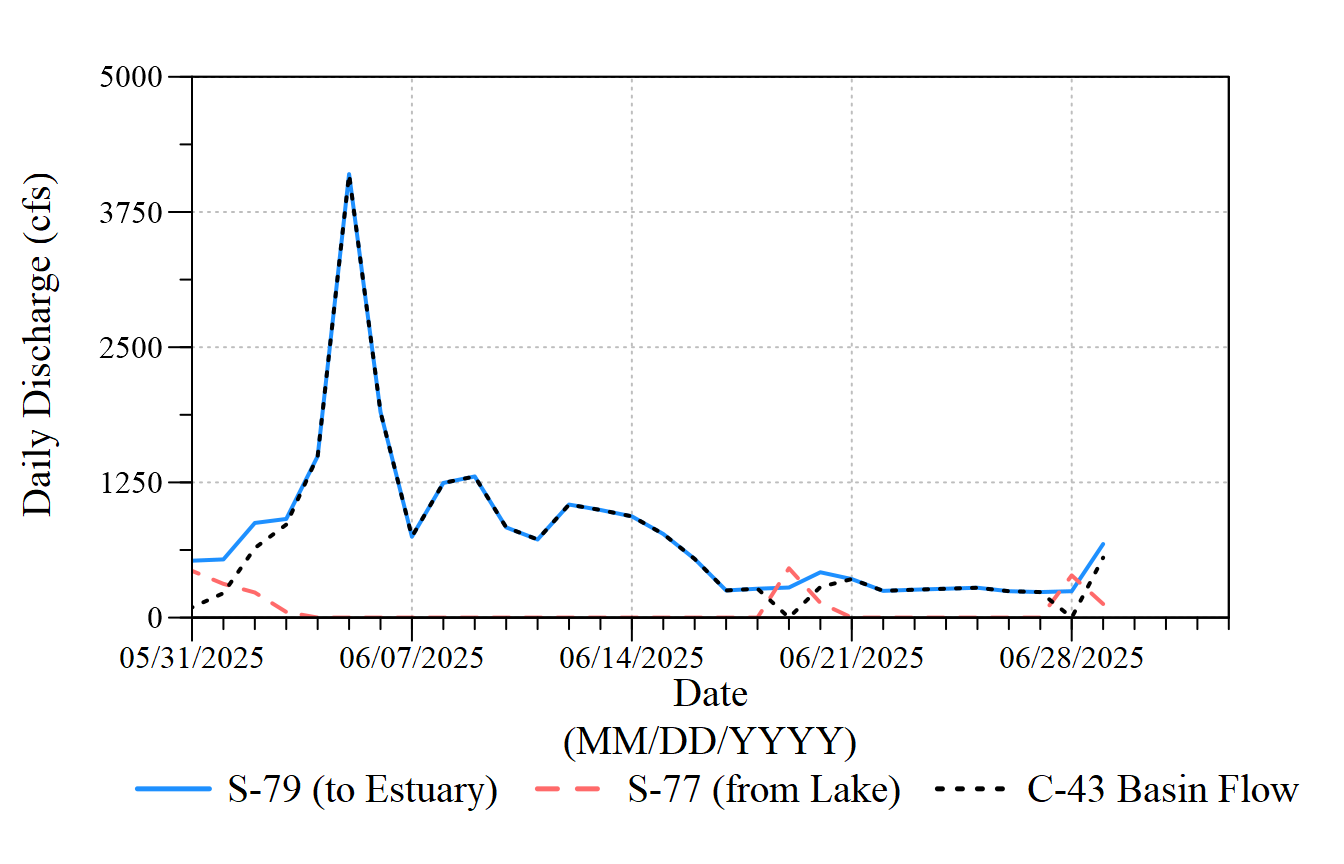 5000
3750
2500
1250
0
Daily Discharge (cfs)
05/31/2025 06/07/2025 06/14/2025 06/21/2025 06/28/2025
Date
(MM/DD/YYYY)
S-79 (to Estuary) S-77 (from Lake) C-43 Basin Flow